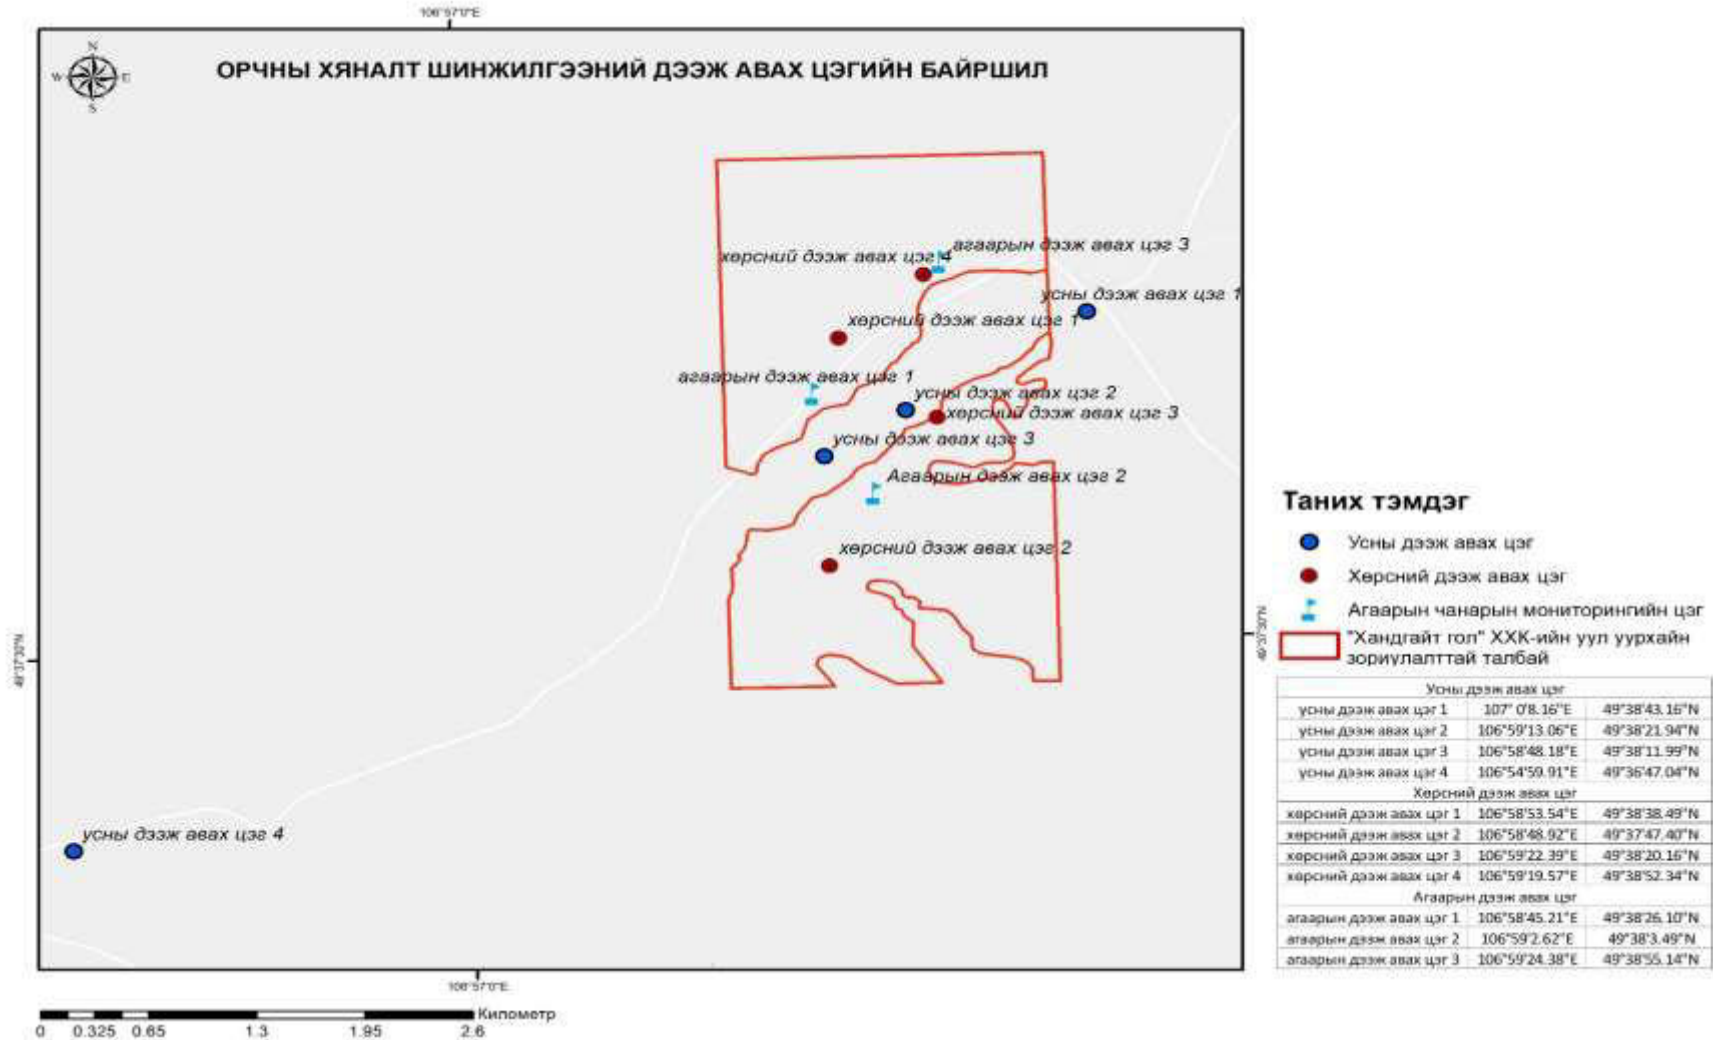 106°57'0"E
ОРЧНЫ ХЯНАЛТ ШИНЖИЛГЭЭНИЙ ДЭЭЖ АВАХ ЦЭГИЙН БАЙРШИЛ
N
W E
S
агаарын дээж авах цэг 3
хөрсний дээж авах цэг 4
усны дээж авах цэг 1
хөрсний дээж авах цэг 1
агаарын дээж авах цэг 1
усны дээж авах цэг 2
хөрсний дээж авах цэг 3
усны дээж авах цэг 3
Агаарын дээж авах цэг 2
хөрсний дээж авах цэг 2
усны дээж авах цэг 4
49°37'30"N
49°37'30"N
106°57'0"E
Километр
0 0.325 0.65 1.3 1.95 2.6
Таних тэмдэг
Усны дээж авах цэг
Хөрсний дээж авах цэг
Агаарын чанарын мониторингийн цэг
"Хандгайт гол" ХХК-ийн уул уурхайн
зориулалттай талбай
Усны дээж авах цэг
усны дээж авах цэг 1 107° 0'8.16"E 49°38'43.16"N
усны дээж авах цэг 2 106°59'13.06"E 49°38'21.94"N
усны дээж авах цэг 3 106°58'48.18"E 49°38'11.99"N
усны дээж авах цэг 4 106°54'59.91"E 49°36'47.04"N
Хөрсний дээж авах цэг
хөрсний дээж авах цэг 1 106°58'53.54"E 49°38'38.49"N
хөрсний дээж авах цэг 2 106°58'48.92"E 49°37'47.40"N
хөрсний дээж авах цэг 3 106°59'22.39"E 49°38'20.16"N
хөрсний дээж авах цэг 4 106°59'19.57"E 49°38'52.34"N
Агаарын дээж авах цэг
агаарын дээж авах цэг 1 106°58'45.21"E 49°38'26.10"N
агаарын дээж авах цэг 2 106°59'2.62"E 49°38'3.49"N
агаарын дээж авах цэг 3 106°59'24.38"E 49°38'55.14"N